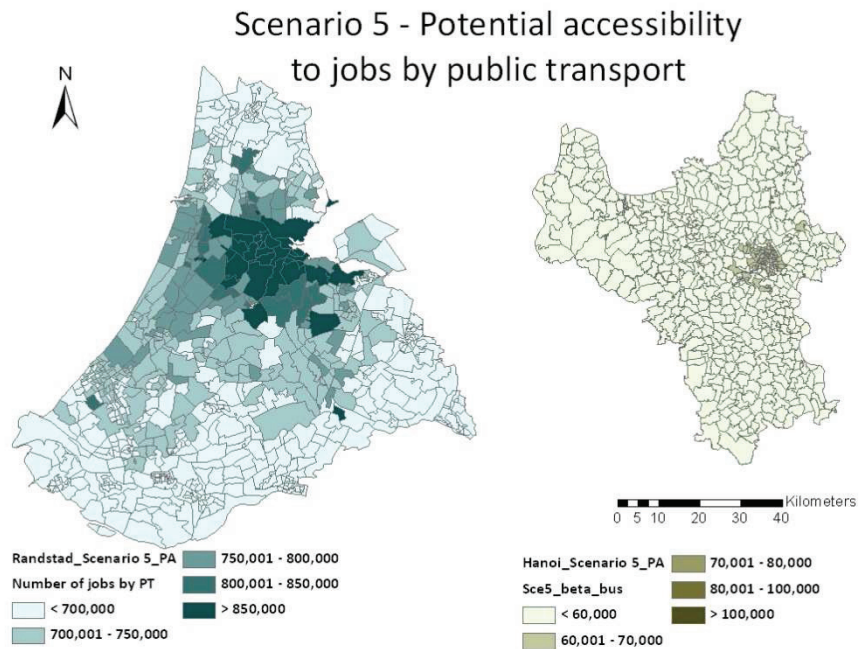 Scenario 5 - Potential accessibility
to jobs by public transport
N
Kilometers
0 5 10 20 30 40
Randstad_Scenario 5_PA
Number of jobs by PT
< 700,000
700,001 - 750,000
750,001 - 800,000
800,001 - 850,000
> 850,000
Hanoi_Scenario 5_PA
Sce5_beta_bus
< 60,000
60,001 - 70,000
70,001 - 80,000
80,001 - 100,000
> 100,000